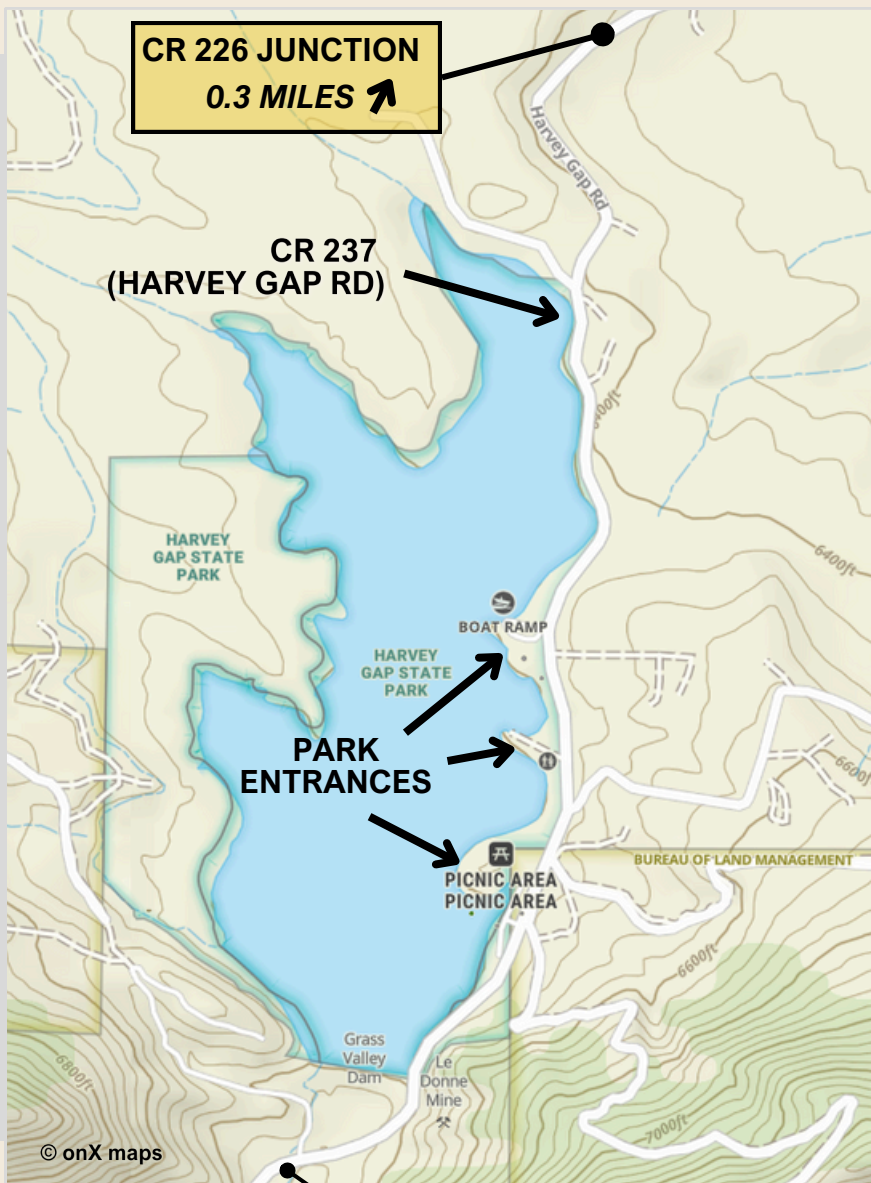 CR 226 JUNCTION
0.3 MILES
Harvey Gap Rd
CR 237
(HARVEY GAP RD)
6400ft
6400ft
HARVEY
GAP STATE
PARK
BOAT RAMP
HARVEY
GAP STATE
PARK
PARK
ENTRANCES
6600ft
BUREAU OF LAND MANAGEMENT
PICNIC AREA
PICNIC AREA
6600ft
Grass
Valley
Dam
Le
Donne
Mine
6800ft
7000ft
© onX maps